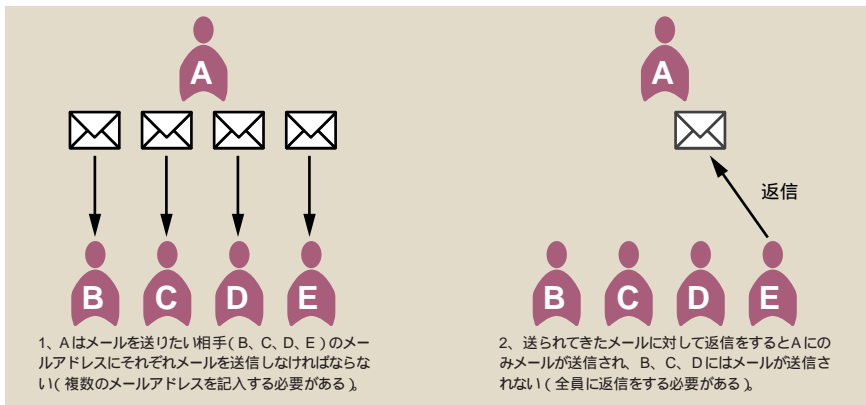 A
B C D E
1、Aはメールを送りたい相手(B、C、D、E)のメー
ルアドレスにそれぞれメールを送信しなければならな
い(複数のメールアドレスを記入する必要がある)。
A
返信
B C D E
2、送られてきたメールに対して返信をするとAにの
みメールが送信され、B、C、Dにはメールが送信さ
れない(全員に返信をする必要がある)。